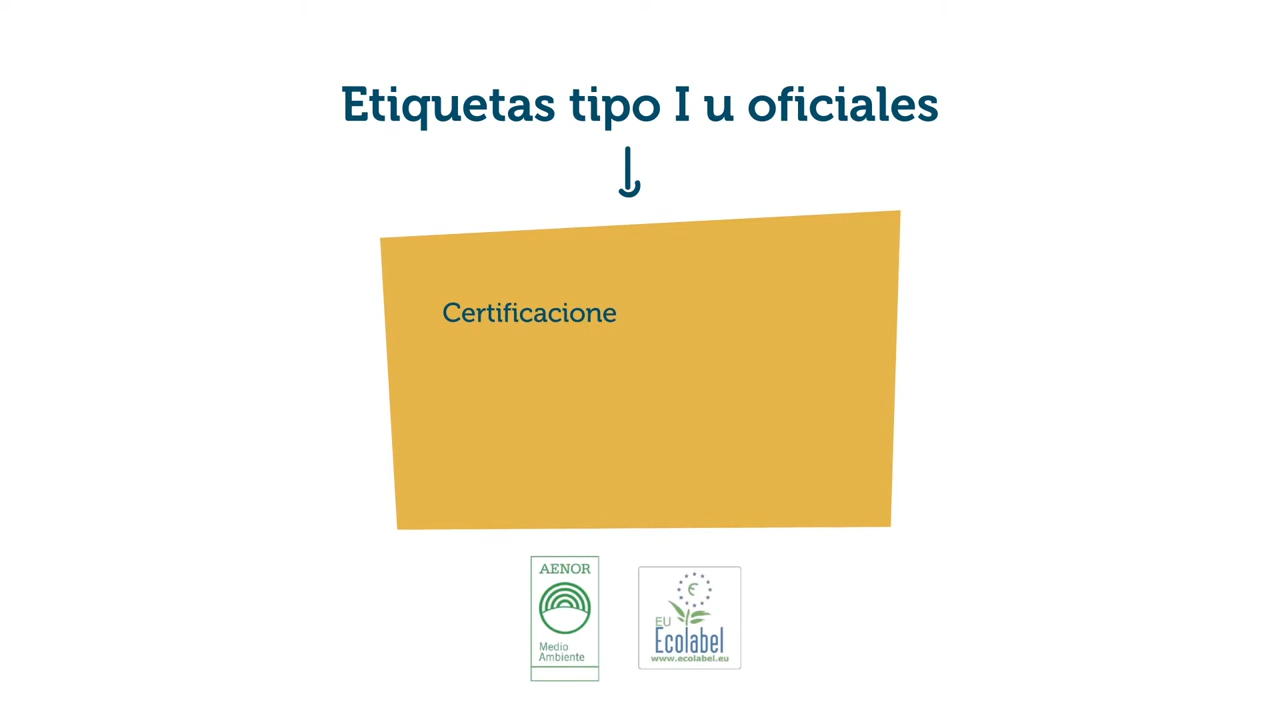 Etiquetas tipo I u oficiales
Certificacione
AENOR
Medio
Ambiente
EU
Ecolabel
www.ecolabel.eu